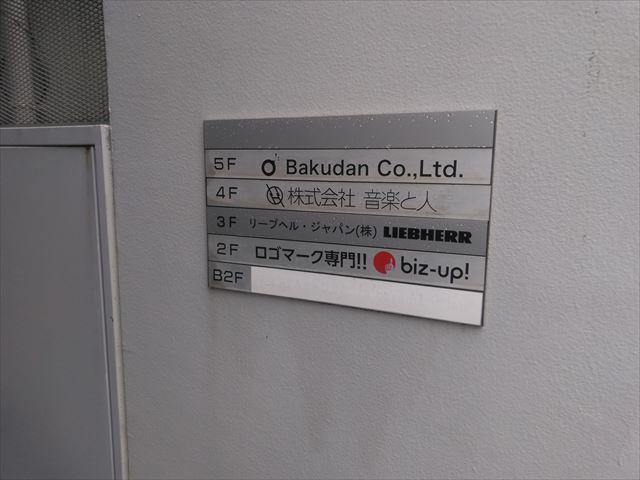 5F Bakudan Co.,Ltd.
4F 株式会社 音楽と人
3F リープヘル・ジャパン(株) LIEBHERR
2F ロゴマーク専門!! biz-up!
B2F